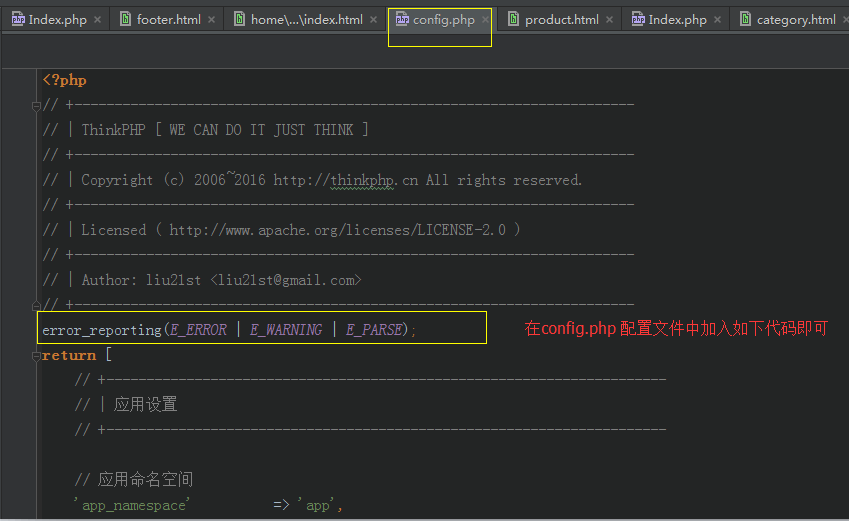 Index.php footer.html home\...\index.html config.php product.html Index.php category.html
<?php
// +----------------------------------------------------------------------
// | ThinkPHP [ WE CAN DO IT JUST THINK ]
// +----------------------------------------------------------------------
// | Copyright (c) 2006~2016 http://thinkphp.cn All rights reserved.
// +----------------------------------------------------------------------
// | Licensed ( http://www.apache.org/licenses/LICENSE-2.0 )
// +----------------------------------------------------------------------
// | Author: liu21st <liu21st@gmail.com>
// +----------------------------------------------------------------------
error_reporting(E_ERROR | E_WARNING | E_PARSE); 在config.php 配置文件中加入如下代码即可
return [
// +----------------------------------------------------------------------
// | 应用设置
// +----------------------------------------------------------------------
// 应用命名空间
'app_namespace' => 'app',